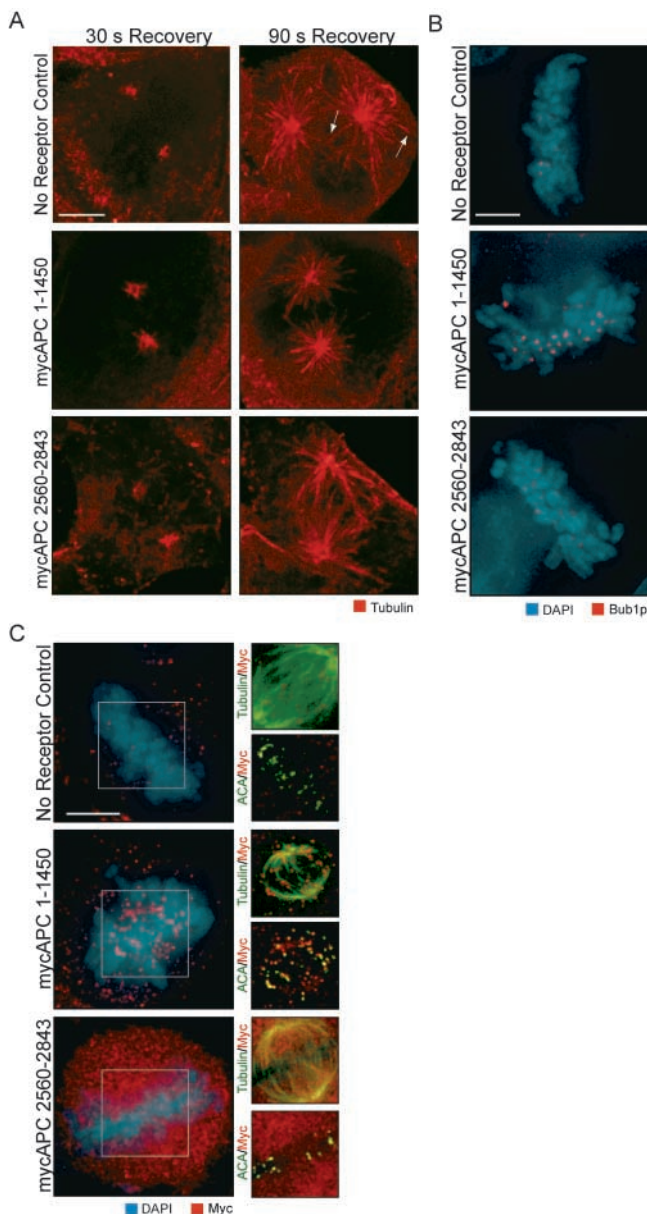 A
30 s Recovery
90 s Recovery
No Receptor Control
mycAPC 1-1450
mycAPC 2560-2843
Tubulin
B
No Receptor Control
mycAPC 1-1450
mycAPC 2560-2843
DAPI
Bub1p
C
No Receptor Control
Tubulin/Myc
ACA/Myc
mycAPC 1-1450
Tubulin/Myc
ACA/Myc
mycAPC 2560-2843
Tubulin/Myc
ACA/Myc
DAPI
Myc